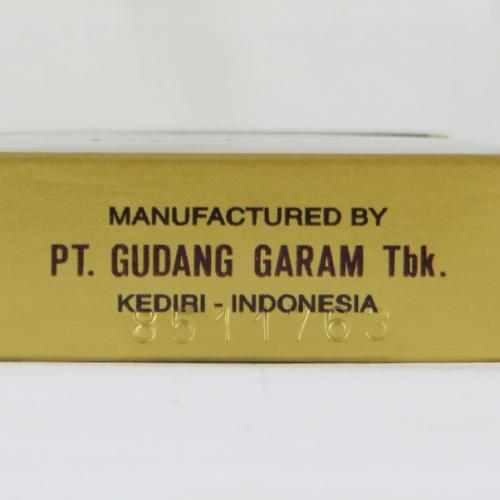 MANUFACTURED BY
PT. GUDANG GARAM Tbk.
KEDIRI - INDONESIA
8511763